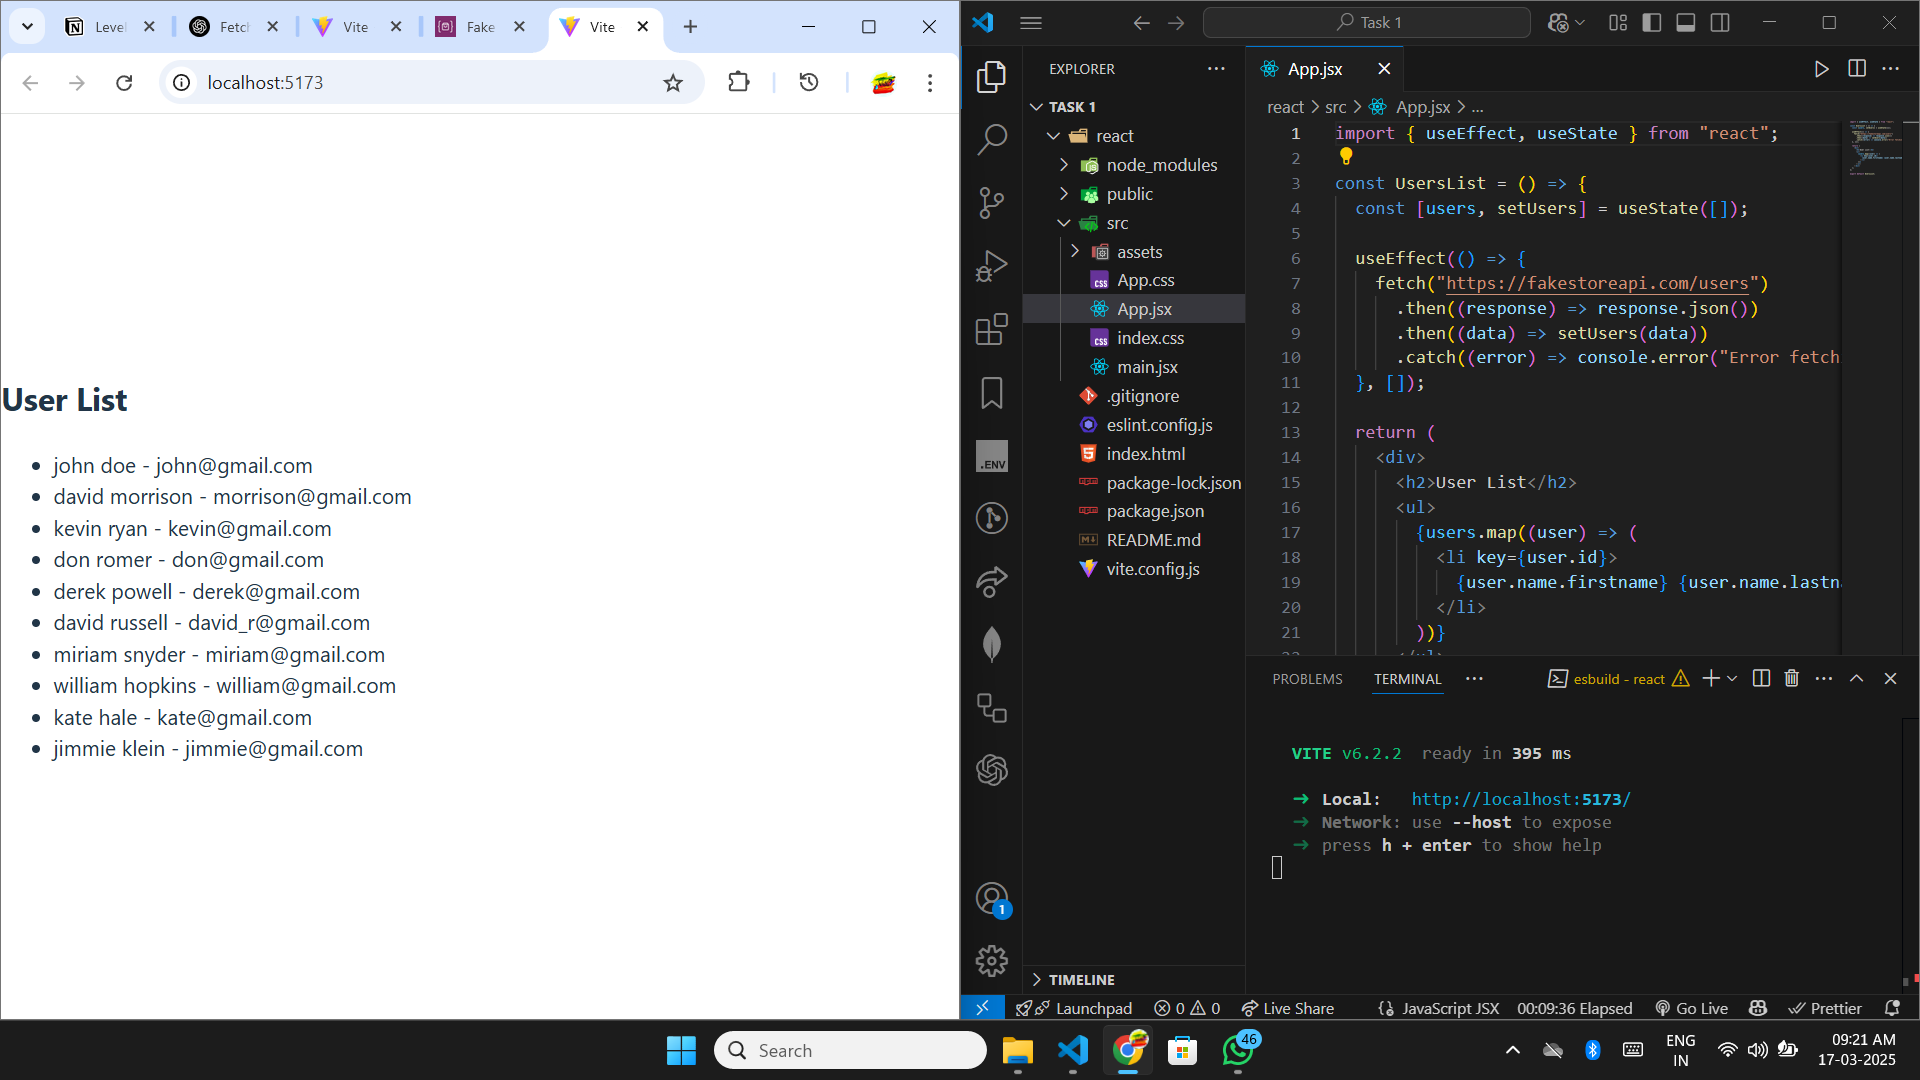 Level
Fetch
Vite
Fake
Vite
localhost:5173
User List
john doe - john@gmail.com
david morrison - morrison@gmail.com
kevin ryan - kevin@gmail.com
don romer - don@gmail.com
derek powell - derek@gmail.com
david russell - david_r@gmail.com
miriam snyder - miriam@gmail.com
william hopkins - william@gmail.com
kate hale - kate@gmail.com
jimmie klein - jimmie@gmail.com
Task 1
EXPLORER
TASK 1
react
node_modules
public
src
assets
App.css
App.jsx
index.css
main.jsx
.gitignore
eslint.config.js
index.html
package-lock.json
package.json
README.md
vite.config.js
TIMELINE
.ENV
1
App.jsx
react > src > App.jsx > ...
1 import { useEffect, useState } from "react";
2
3 const UsersList = () => {
4 const [users, setUsers] = useState([]);
5
6 useEffect(() => {
7 fetch("https://fakestoreapi.com/users")
8 .then((response) => response.json())
9 .then((data) => setUsers(data))
10 .catch((error) => console.error("Error fetch
11 }, []);
12
13 return (
14 <div>
15 <h2>User List</h2>
16 <ul>
17 {users.map((user) => (
18 <li key={user.id}>
19 {user.name.firstname} {user.name.lastn
20 </li>
21 ))}
PROBLEMS TERMINAL ... esbuild - react
VITE v6.2.2 ready in 395 ms
➜ Local: http://localhost:5173/
➜ Network: use --host to expose
➜ press h + enter to show help
Launchpad 0 0 Live Share JavaScript JSX 00:09:36 Elapsed Go Live Prettier
Search
46
ENG
IN
09:21 AM
17-03-2025